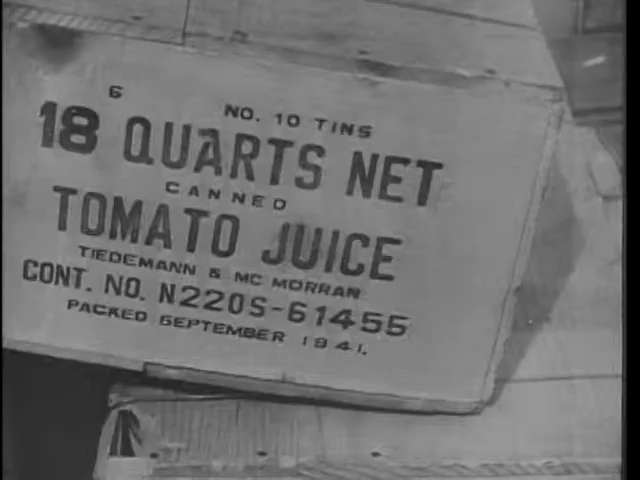 6 NO. 10 TINS
18 QUARTS NET
CANNED
TOMATO JUICE
TIEDEMANN & MC MORRAN
CONT. NO. N220S-61455
PACKED SEPTEMBER 1941.